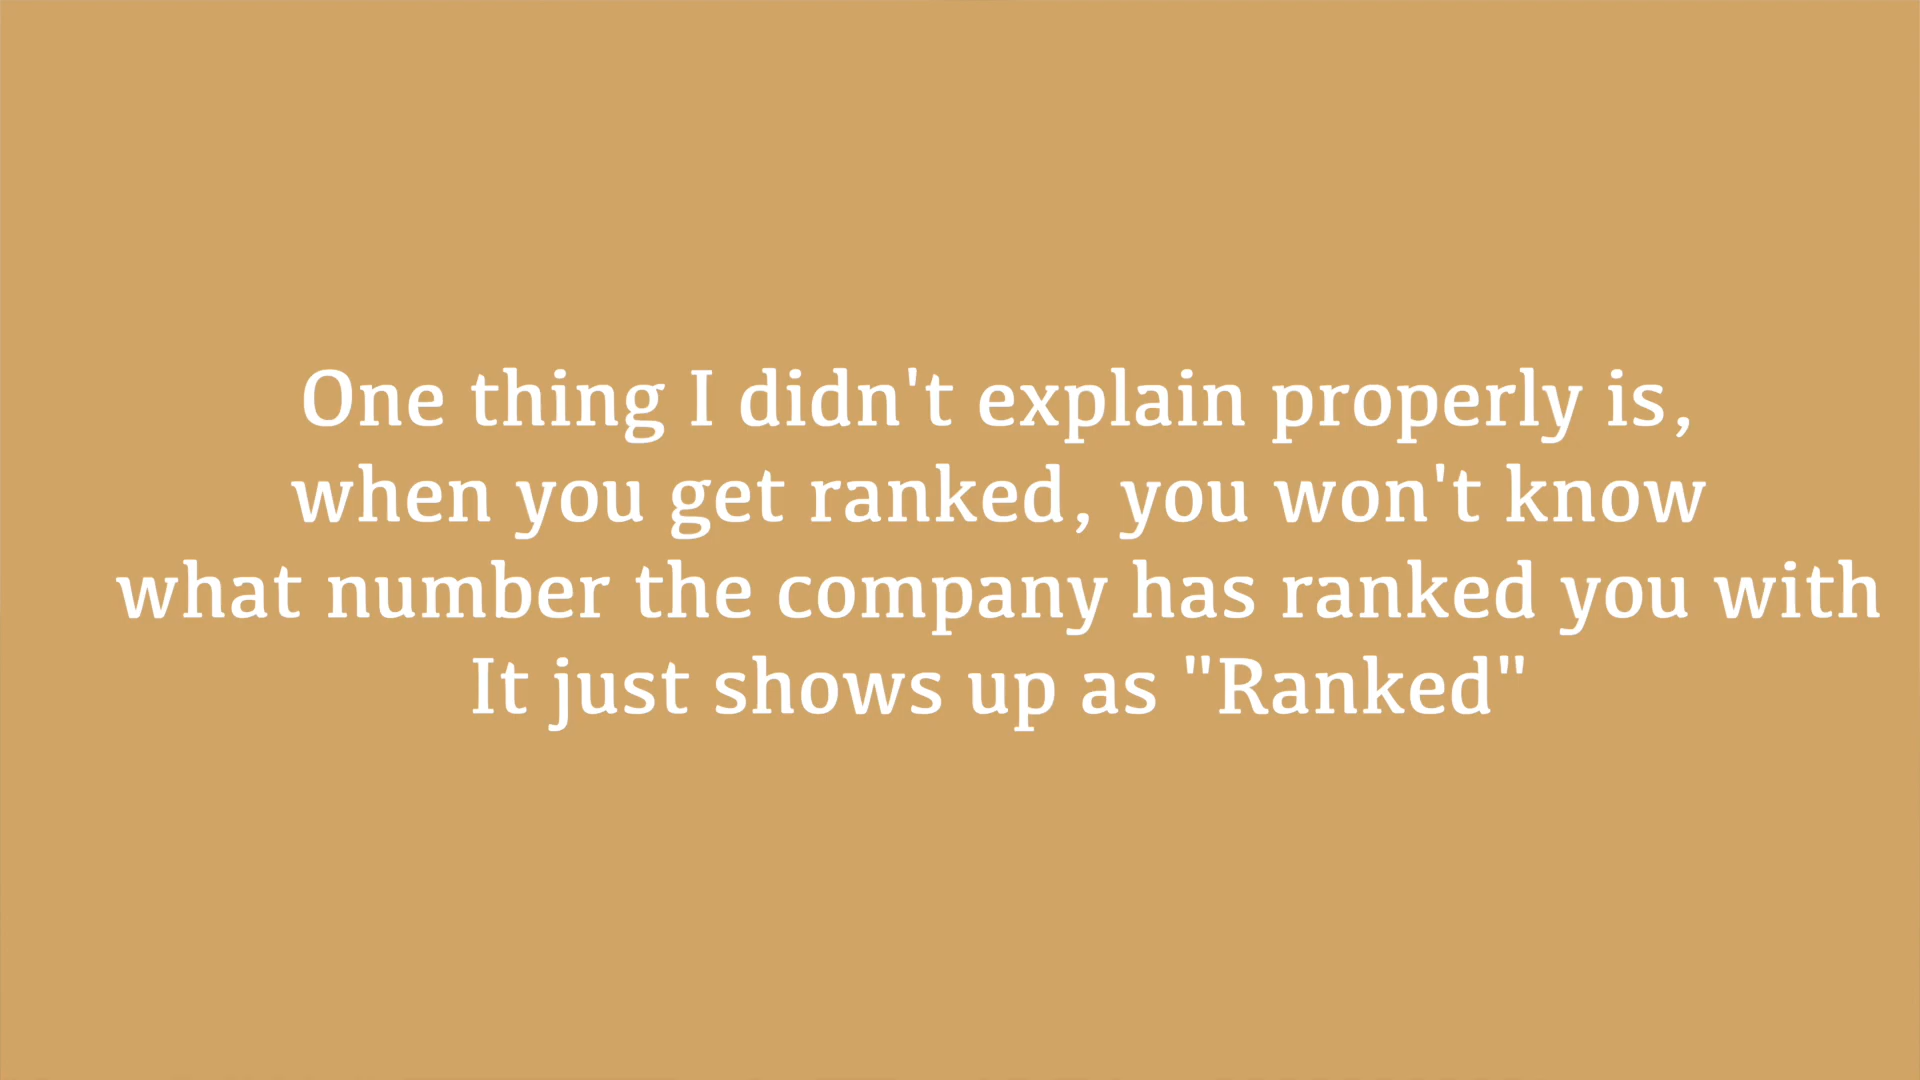 One thing I didn't explain properly is,
when you get ranked, you won't know
what number the company has ranked you with
It just shows up as "Ranked"